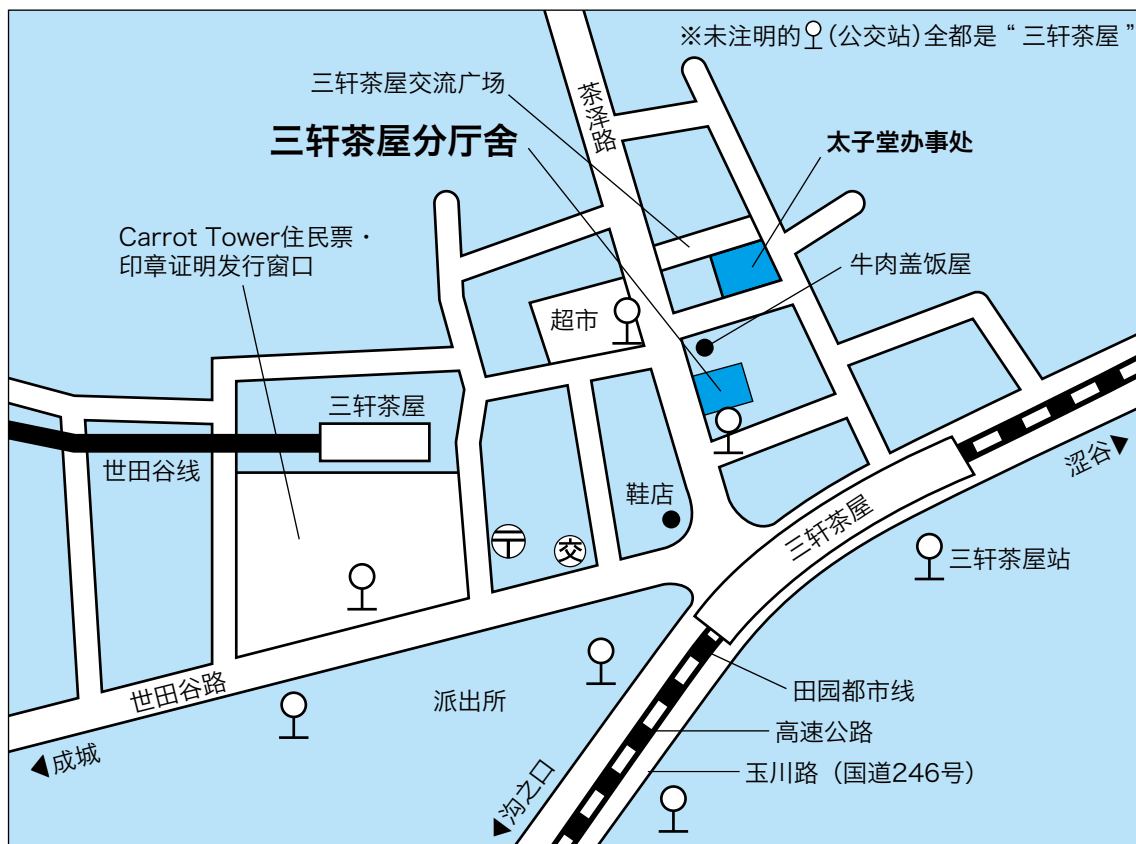 ※未注明的(公交站)全都是“三轩茶屋”
三轩茶屋交流广场
茶泽路
三轩茶屋分厅舍
太子堂办事处
Carrot Tower住民票・
印章证明发行窗口
牛肉盖饭屋
超市
三轩茶屋
世田谷线
涩谷
鞋店
三轩茶屋
交
三轩茶屋站
世田谷路
派出所
田园都市线
高速公路
玉川路（国道246号）
成城
沟之口